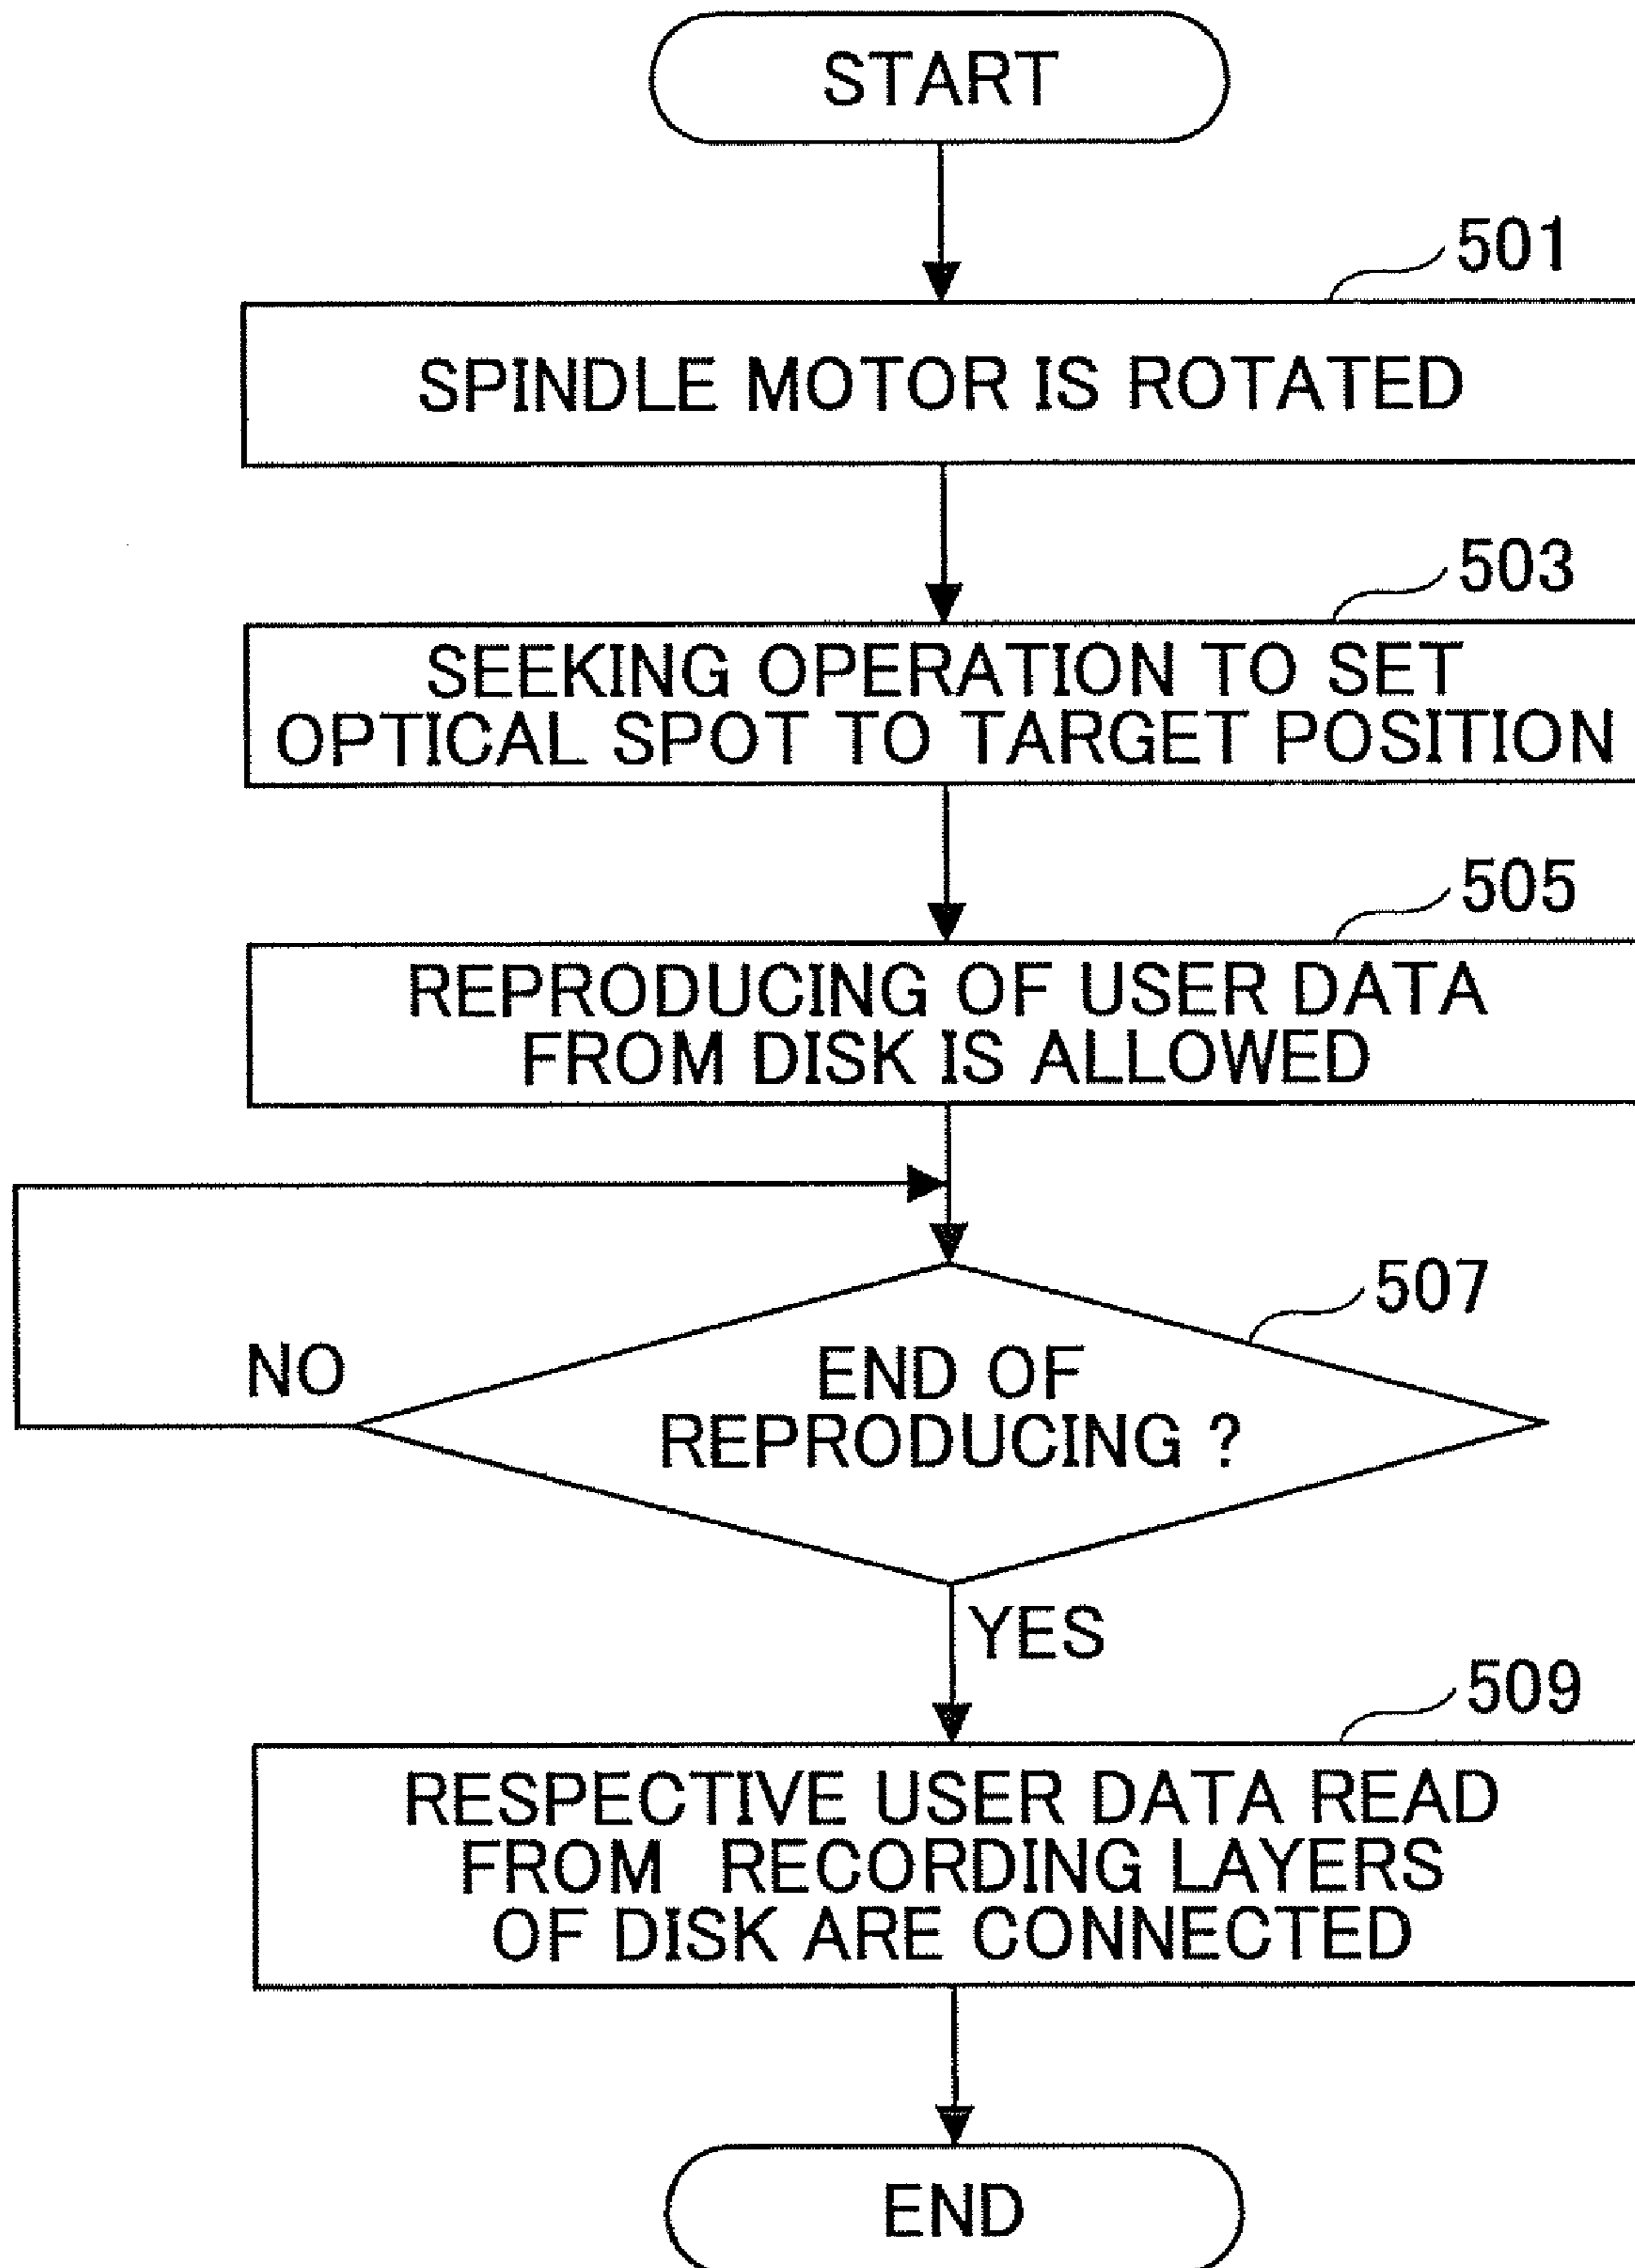 START
501
SPINDLE MOTOR IS ROTATED
503
SEEKING OPERATION TO SET
OPTICAL SPOT TO TARGET POSITION
505
REPRODUCING OF USER DATA
FROM DISK IS ALLOWED
507
NO
END OF
REPRODUCING ?
YES
509
RESPECTIVE USER DATA READ
FROM RECORDING LAYERS
OF DISK ARE CONNECTED
END